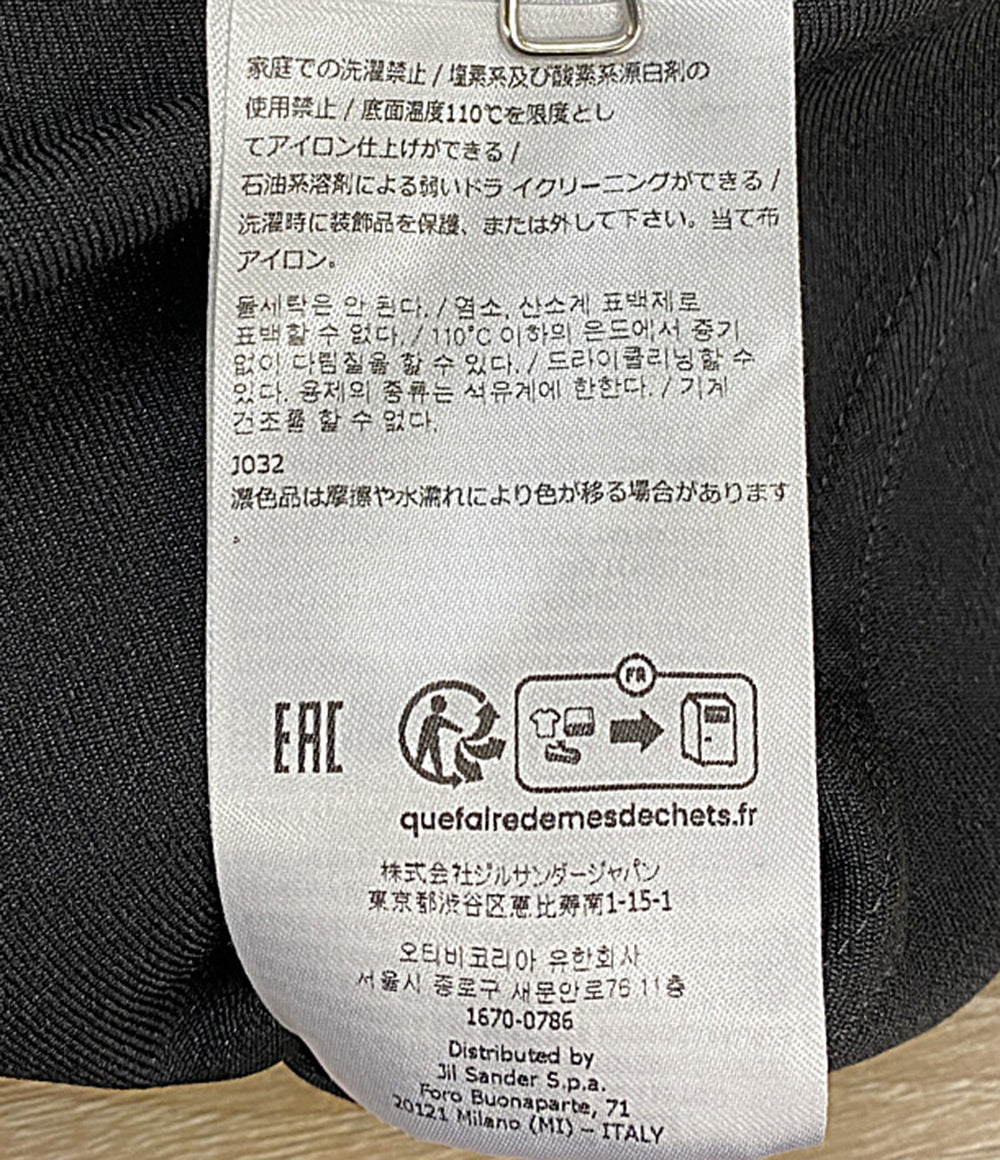 家庭での洗濯禁止 / 塩素系及び酸素系漂白剤の
使用禁止 / 底面温度110℃を限度とし
てアイロン仕上げができる /
石油系溶剤による弱いドライクリーニングができる /
洗濯時に装飾品を保護、または外して下さい。当て布
アイロン。
물세탁은 안 된다. / 염소, 산소계 표백제로
표백할 수 없다. / 110°C 이하의 온도에서 증기
없이 다림질을 할 수 있다. / 드라이클리닝할 수
있다. 용제의 종류는 석유계에 한한다. / 기계
건조를 할 수 없다.
J032
濃色品は摩擦や水濡れにより色が移る場合があります
。
FR
EAC
quefairedemesdechets.fr
株式会社ジルサンダージャパン
東京都渋谷区恵比寿南1-15-1
오티비코리아 유한회사
서울시 종로구 새문안로76 11층
1670-0786
Distributed by
Jil Sander S.p.a.
Foro Buonaparte, 71
20121 Milano (MI) – ITALY